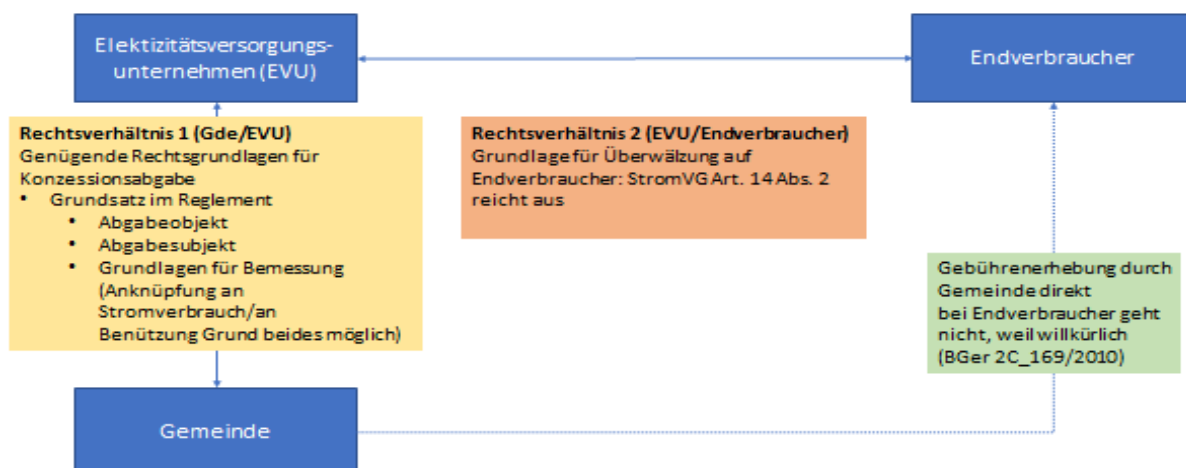 Elektizitätsversorgungs-
unternehmen (EVU)
Endverbraucher
Rechtsverhältnis 1 (Gde/EVU)
Genügende Rechtsgrundlagen für
Konzessionsabgabe
• Grundsatz im Reglement
• Abgabeobjekt
• Abgabesubjekt
• Grundlagen für Bemessung
(Anknüpfung an
Stromverbrauch/an
Benützung Grund beides möglich)
Rechtsverhältnis 2 (EVU/Endverbraucher)
Grundlage für Überwälzung auf
Endverbraucher: StromVG Art. 14 Abs. 2
reicht aus
Gebührenerhebung durch
Gemeinde direkt
bei Endverbraucher geht
nicht, weil willkürlich
(BGer 2C_169/2010)
Gemeinde